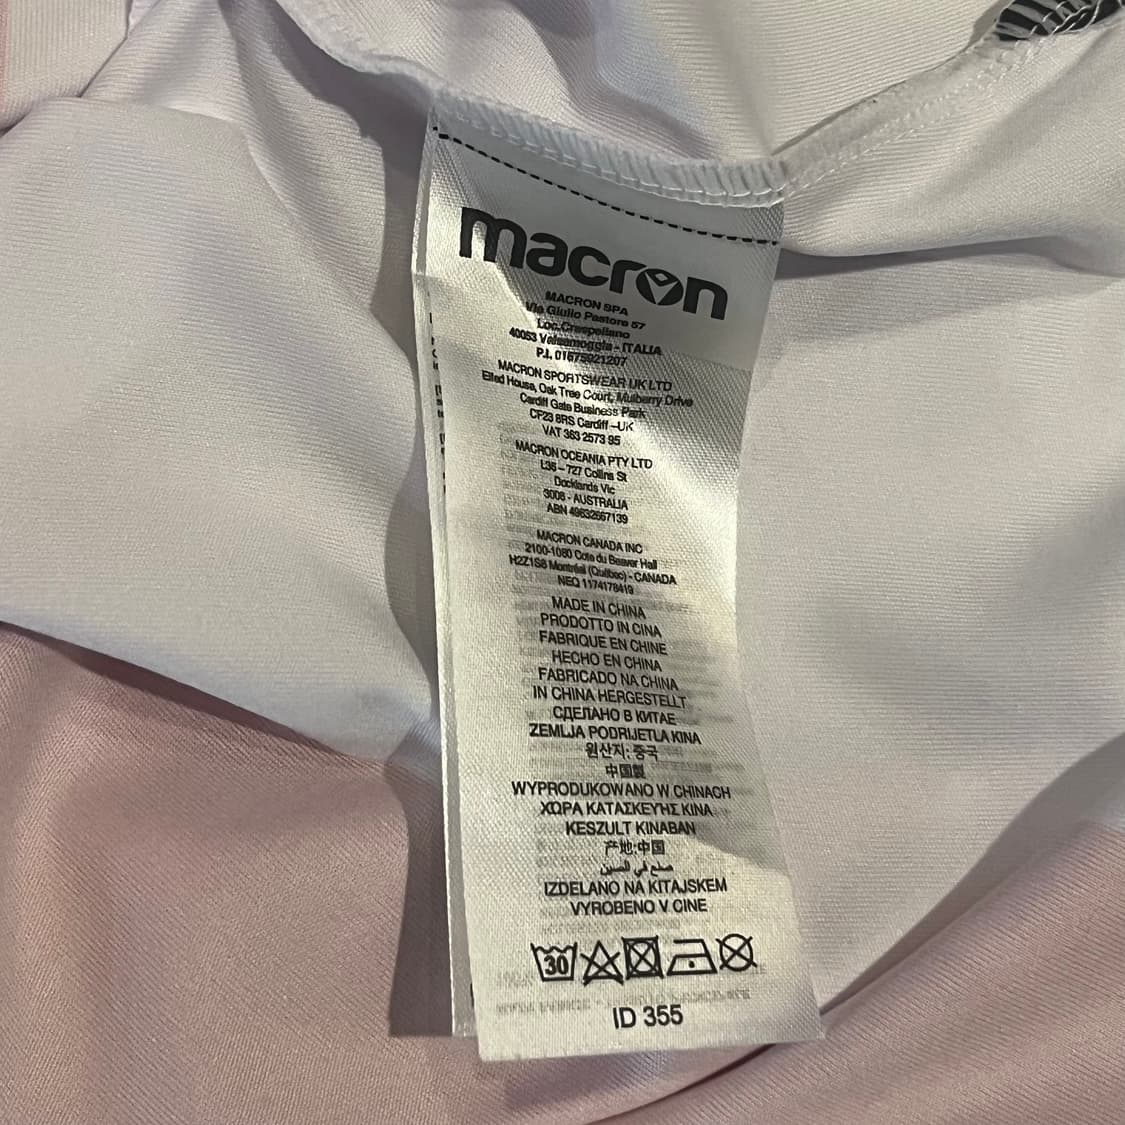 macron
MACRON SPA
Via Giulio Pastore 57
Loc.Crespellano
40053 Valsamoggia - ITALIA
P.I. 01675921207
MACRON SPORTSWEAR UK LTD
Elfed House, Oak Tree Court, Mulberry Drive
Cardiff Gate Business Park
CF23 8RS Cardiff –UK
VAT 363 2573 95
MACRON OCEANIA PTY LTD
L36 – 727 Collins St
Docklands Vic
3008 - AUSTRALIA
ABN 49632667139
MACRON CANADA INC
2100-1080 Cote du Beaver Hall
H2Z1S8 Montréal (Québec) - CANADA
NEQ 1174178419
MADE IN CHINA
PRODOTTO IN CINA
FABRIQUE EN CHINE
HECHO EN CHINA
FABRICADO NA CHINA
IN CHINA HERGESTELLT
СДЕЛАНО В КИТАЕ
ZEMLJA PODRIJETLA KINA
원산지: 중국
中国製
WYPRODUKOWANO W CHINACH
ΧΩΡΑ ΚΑΤΑΣΚΕΥΗΣ ΚΙΝΑ
KESZULT KINABAN
产地:中国
صنع في الصين
IZDELANO NA KITAJSKEM
VYROBENO V CINE
30
ID 355